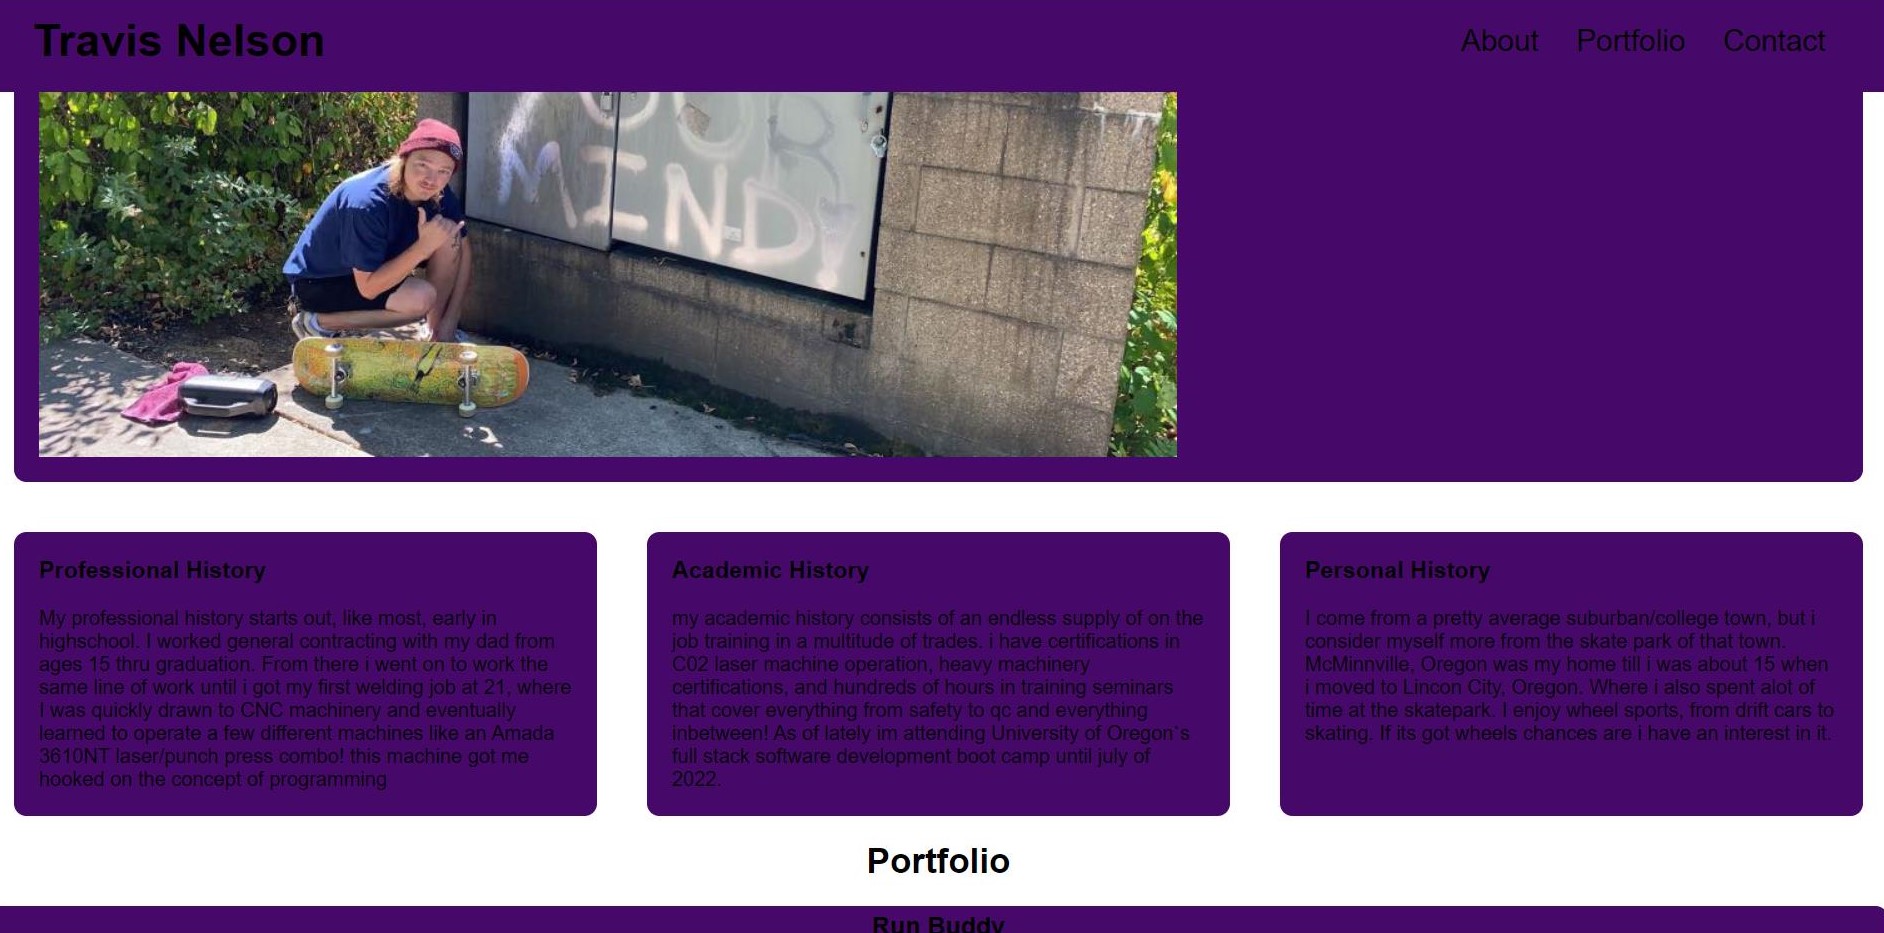 Travis Nelson
About Portfolio Contact
MIND!
Professional History
My professional history starts out, like most, early in
highschool. I worked general contracting with my dad from
ages 15 thru graduation. From there i went on to work the
same line of work until i got my first welding job at 21, where
I was quickly drawn to CNC machinery and eventually
learned to operate a few different machines like an Amada
3610NT laser/punch press combo! this machine got me
hooked on the concept of programming
Academic History
my academic history consists of an endless supply of on the
job training in a multitude of trades. i have certifications in
C02 laser machine operation, heavy machinery
certifications, and hundreds of hours in training seminars
that cover everything from safety to qc and everything
inbetween! As of lately im attending University of Oregon`s
full stack software development boot camp until july of
2022.
Personal History
I come from a pretty average suburban/college town, but i
consider myself more from the skate park of that town.
McMinnville, Oregon was my home till i was about 15 when
i moved to Lincon City, Oregon. Where i also spent alot of
time at the skatepark. I enjoy wheel sports, from drift cars to
skating. If its got wheels chances are i have an interest in it.
Portfolio
Run Buddy